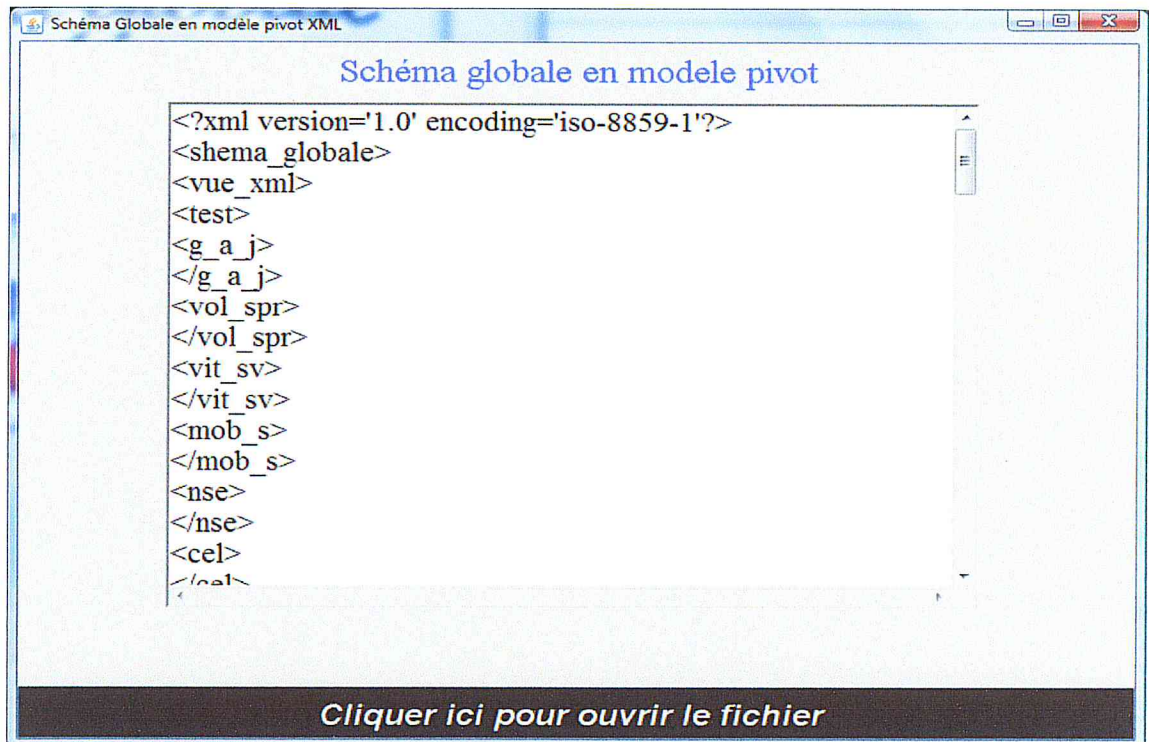 Schéma Globale en modèle pivot XML
Schéma globale en modele pivot
<?xml version='1.0' encoding='iso-8859-1'?>
<shema_globale>
<vue_xml>
<test>
<g_a_j>
</g_a_j>
<vol_spr>
</vol_spr>
<vit_sv>
</vit_sv>
<mob_s>
</mob_s>
<nse>
</nse>
<cel>
</cel>
Cliquer ici pour ouvrir le fichier